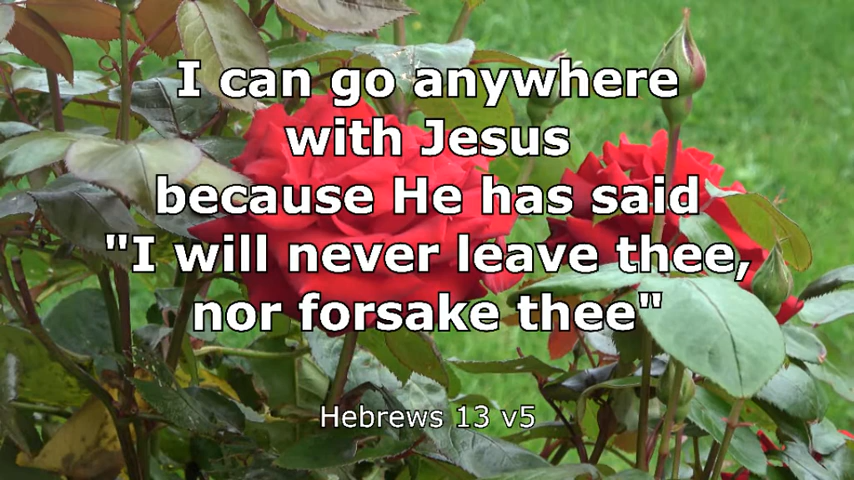 I can go anywhere
with Jesus
because He has said
"I will never leave thee,
nor forsake thee"
Hebrews 13 v5